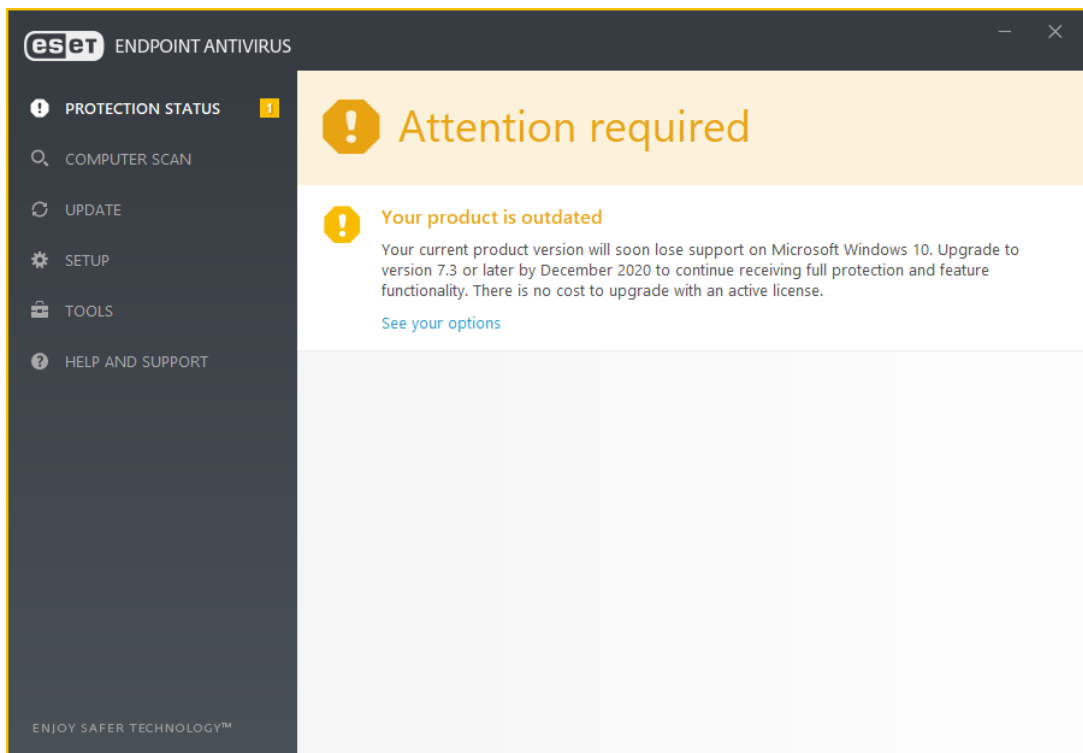 eset ENDPOINT ANTIVIRUS
PROTECTION STATUS 1
COMPUTER SCAN
UPDATE
SETUP
TOOLS
HELP AND SUPPORT
ENJOY SAFER TECHNOLOGY™
Attention required
Your product is outdated
Your current product version will soon lose support on Microsoft Windows 10. Upgrade to
version 7.3 or later by December 2020 to continue receiving full protection and feature
functionality. There is no cost to upgrade with an active license.
See your options